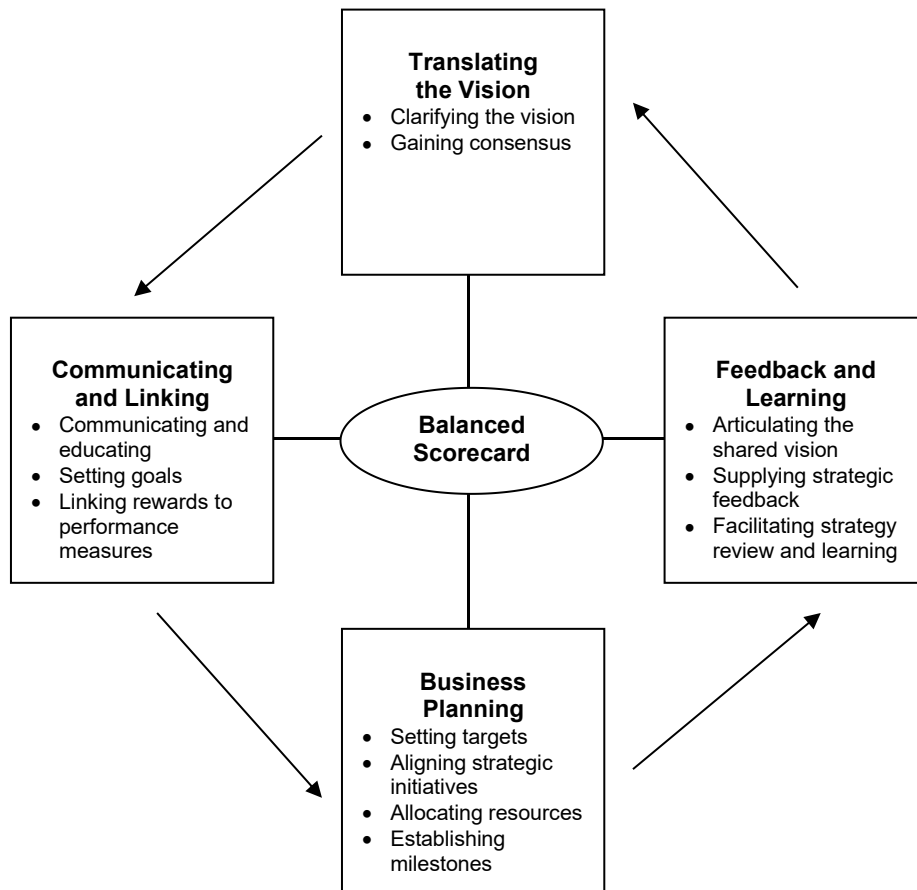 Translating
the Vision
• Clarifying the vision
• Gaining consensus
Communicating
and Linking
• Communicating and
educating
• Setting goals
• Linking rewards to
performance
measures
Balanced
Scorecard
Feedback and
Learning
• Articulating the
shared vision
• Supplying strategic
feedback
• Facilitating strategy
review and learning
Business
Planning
• Setting targets
• Aligning strategic
initiatives
• Allocating resources
• Establishing
milestones